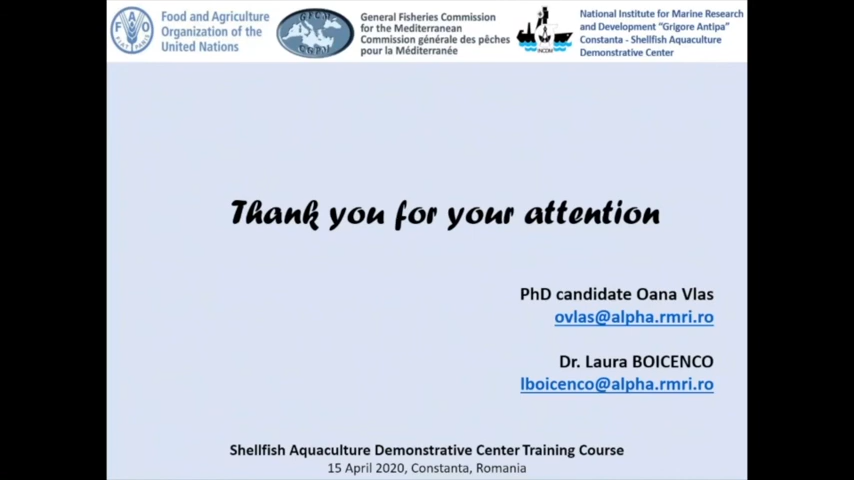 Food and Agriculture
Organization of the
United Nations
General Fisheries Commission
for the Mediterranean
Commission générale des pêches
pour la Méditerranée
National Institute for Marine Research
and Development "Grigore Antipa"
Constanta - Shellfish Aquaculture
Demonstrative Center
Thank you for your attention
PhD candidate Oana Vlas
ovlas@alpha.rmri.ro
Dr. Laura BOICENCO
lboicenco@alpha.rmri.ro
Shellfish Aquaculture Demonstrative Center Training Course
15 April 2020, Constanta, Romania